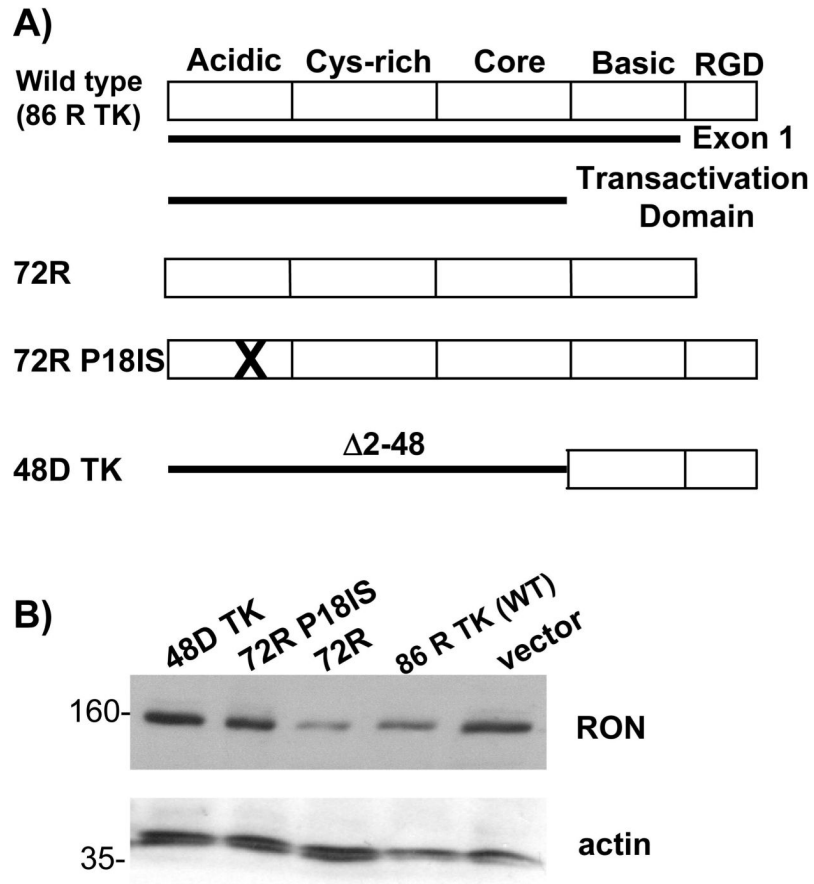 A)
Acidic Cys-rich Core Basic RGD
Wild type
(86 R TK)
Exon 1
Transactivation
Domain
72R
72R P18IS X
Δ2-48
48D TK
B)
48D TK 72R P18IS 72R 86 R TK (WT) vector
160- RON
35- actin